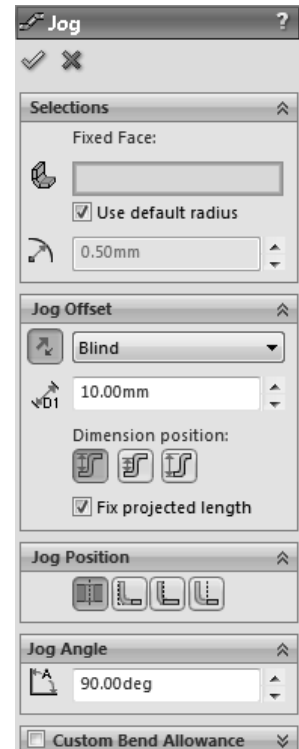 Jog ?
Selections
Fixed Face:
Use default radius
0.50mm
Jog Offset
Blind
D1 10.00mm
Dimension position:
Fix projected length
Jog Position
Jog Angle
A 90.00deg
Custom Bend Allowance